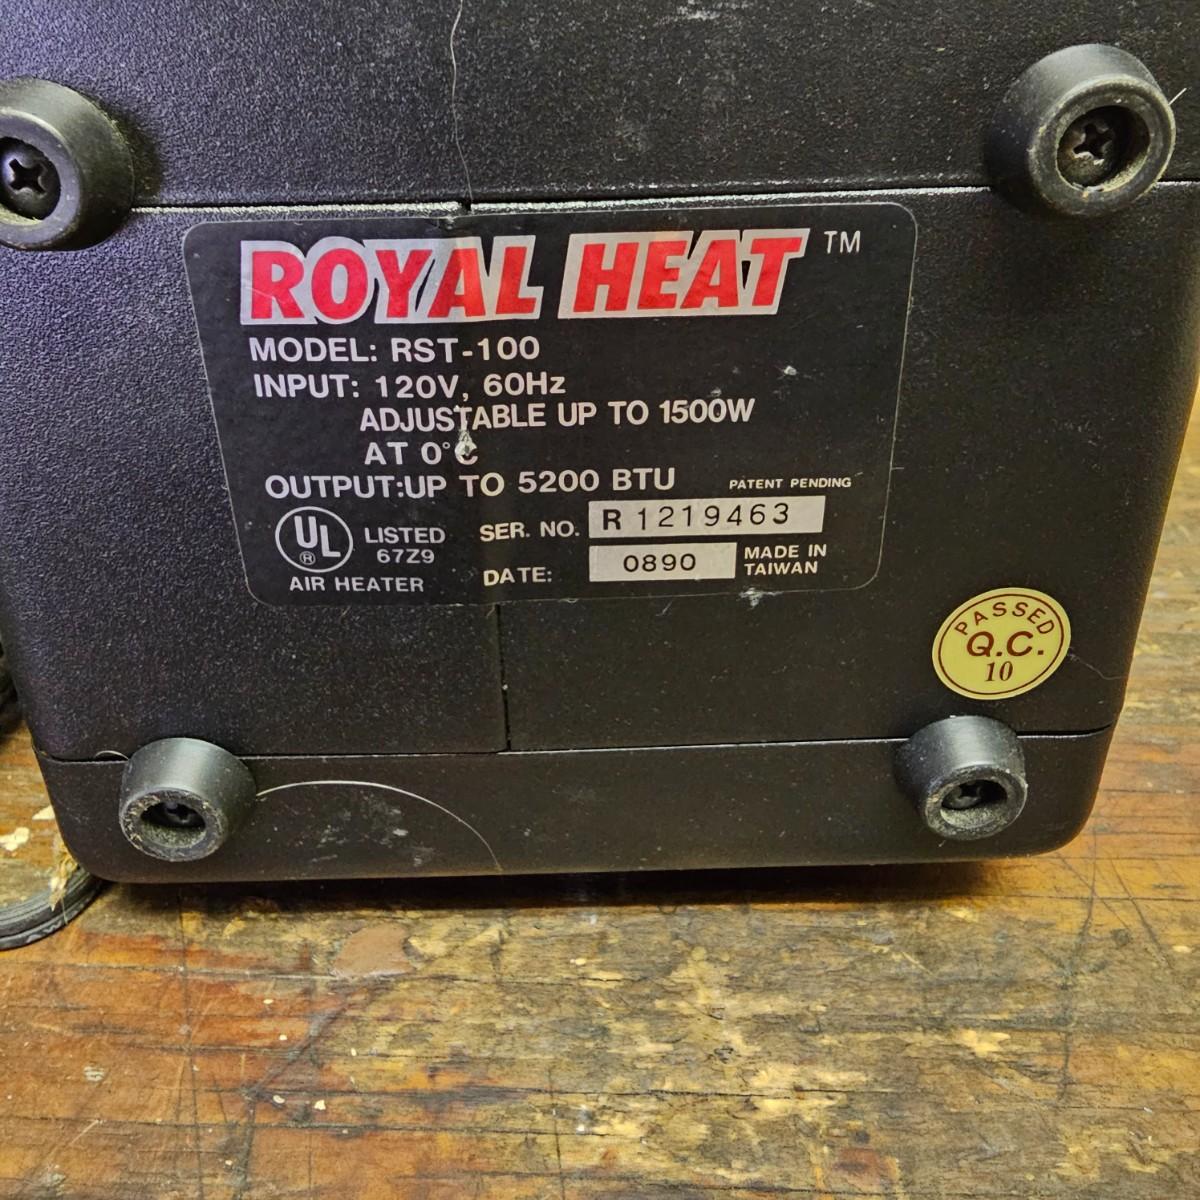 ROYAL HEAT TM
MODEL: RST-100
INPUT: 120V, 60Hz
ADJUSTABLE UP TO 1500W
AT 0°C
OUTPUT:UP TO 5200 BTU
PATENT PENDING
UL ®
LISTED
67Z9
AIR HEATER
SER. NO. R 1219463
DATE: 0890
MADE IN
TAIWAN
PASSED
Q.C.
10